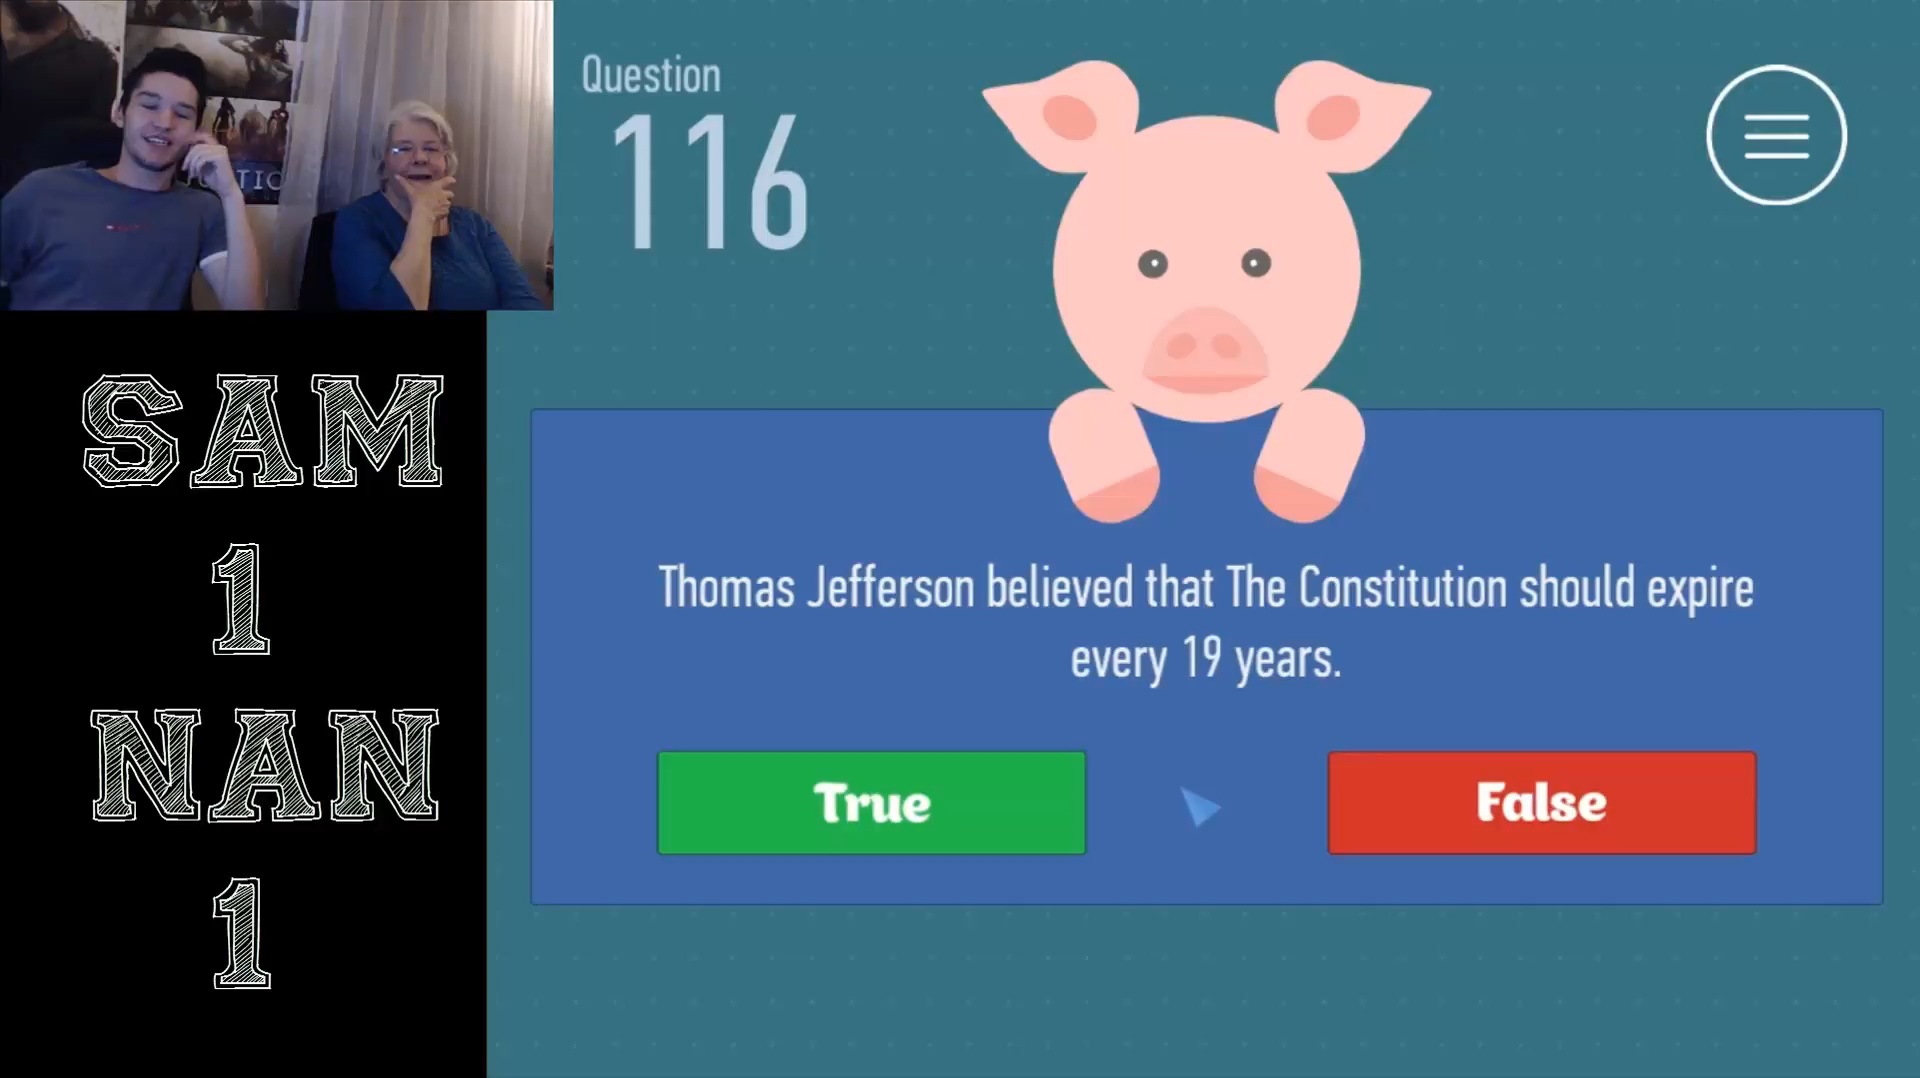 Question
116
SAM
1
NAN
1
Thomas Jefferson believed that The Constitution should expire
every 19 years.
True
False